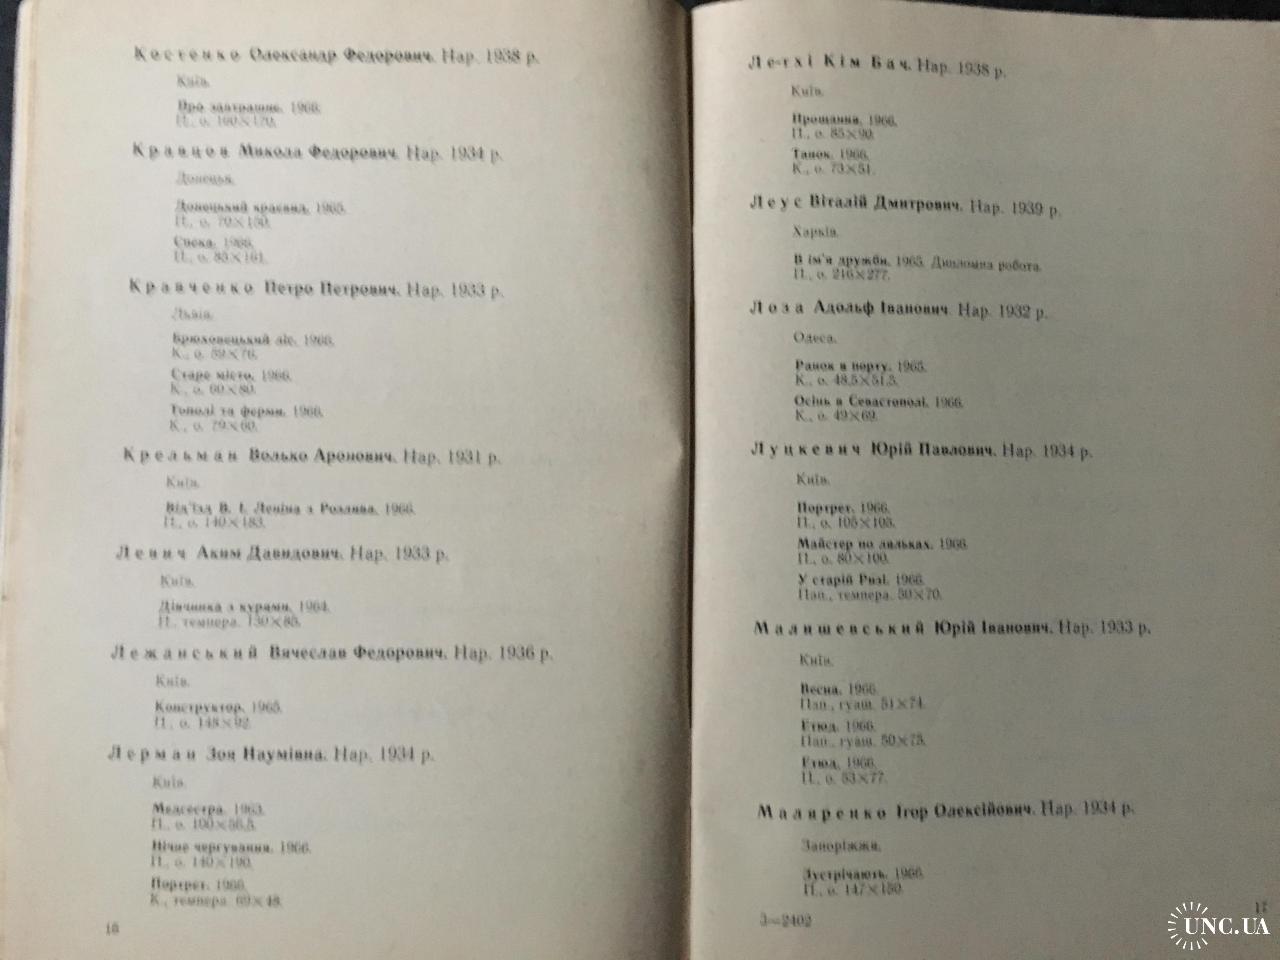 Костенко Олександр Федорович. Нар. 1938 р.
Київ.
Про завтрашнє. 1966.
П., о. 160×170.
Кравцов Микола Федорович. Нар. 1934 р.
Донецьк.
Донецький краєвид. 1965.
П., о. 70×150.
Спека. 1966.
П., о. 85×161.
Кравченко Петро Петрович. Нар. 1933 р.
Львів.
Брюховецький ліс. 1966.
К., о. 59×76.
Старе місто. 1966.
К., о. 60×80.
Тополі та ферми. 1966.
К., о. 79×60.
Крельман Волько Аронович. Нар. 1931 р.
Київ.
Від'їзд В. І. Леніна з Розлива. 1966.
П., о. 140×183.
Левич Аким Давидович. Нар. 1933 р.
Київ.
Дівчинка з курами. 1964.
П., темпера. 130×85.
Лежанський Вячеслав Федорович. Нар. 1936 р.
Київ.
Конструктор. 1965.
П., о. 148×92.
Лерман Зоя Наумівна. Нар. 1934 р.
Київ.
Медсестра. 1963.
П., о. 100×56,5.
Нічне чергування. 1966.
П., о. 140×190.
Портрет. 1966.
К., темпера. 69×48.
16
Ле-тхі Кім Бач. Нар. 1938 р.
Київ.
Прощання. 1966.
П., о. 85×90.
Танок. 1966.
К., о. 73×51.
Леус Віталій Дмитрович. Нар. 1939 р.
Харків.
В ім'я дружби. 1965. Дипломна робота.
П., о. 216×277.
Лоза Адольф Іванович. Нар. 1932 р.
Одеса.
Ранок в порту. 1965.
К., о. 48,5×51,5.
Осінь в Севастополі. 1966.
К., о. 49×69.
Луцкевич Юрій Павлович. Нар. 1934 р.
Київ.
Портрет. 1966.
П., о. 105×105.
Майстер по ляльках. 1966.
П., о. 80×100.
У старій Ризі. 1966.
Пап., темпера. 50×70.
Малишевський Юрій Іванович. Нар. 1933 р.
Київ.
Весна. 1966.
Пап., гуаш. 51×74.
Етюд. 1966.
Пап., гуаш. 50×75.
Етюд. 1966.
П., о. 53×77.
Маляренко Ігор Олексійович. Нар. 1934 р.
Запоріжжя.
Зустрічають. 1966.
П., о. 147×150.
3—2402
17
UNC.UA